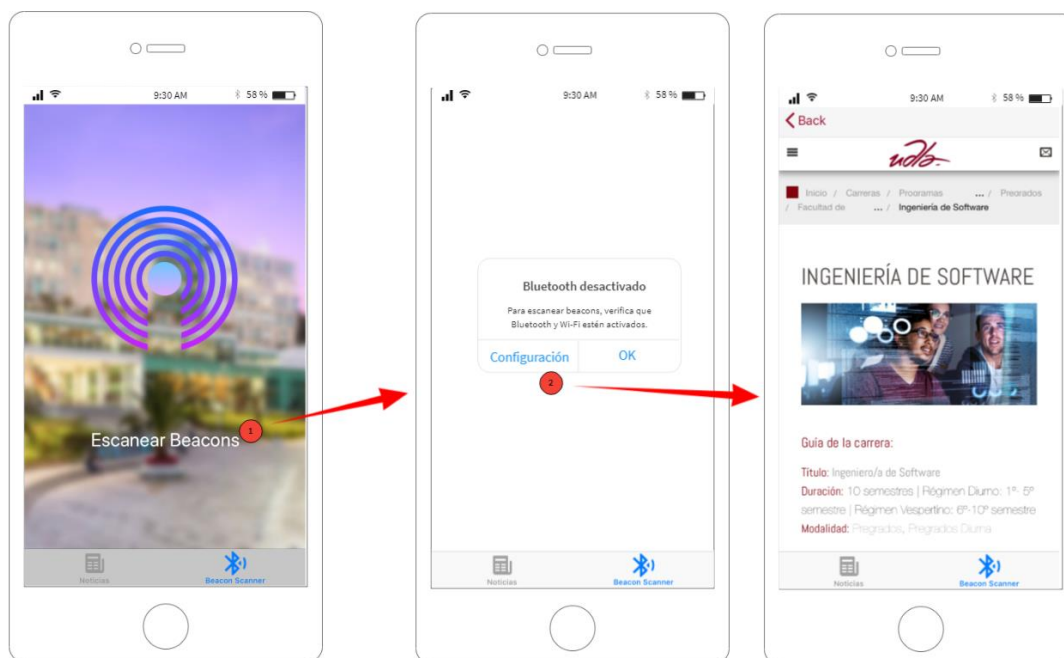 9:30 AM
58 %
Escanear Beacons
1
Noticias
Beacon Scanner
9:30 AM
58 %
Bluetooth desactivado
Para escanear beacons, verifica que
Bluetooth y Wi-Fi estén activados.
Configuración
OK
2
Noticias
Beacon Scanner
9:30 AM
58 %
Back
udla-
Inicio / Carreras / Programas ... / Pregrados
/ Facultad de ... / Ingeniería de Software
INGENIERÍA DE SOFTWARE
Guía de la carrera:
Título: Ingeniero/a de Software
Duración: 10 semestres | Régimen Diurno: 1º- 5º
semestre | Régimen Vespertino: 6º-10º semestre
Modalidad: Pregrados, Pregrados Diurna
Noticias
Beacon Scanner